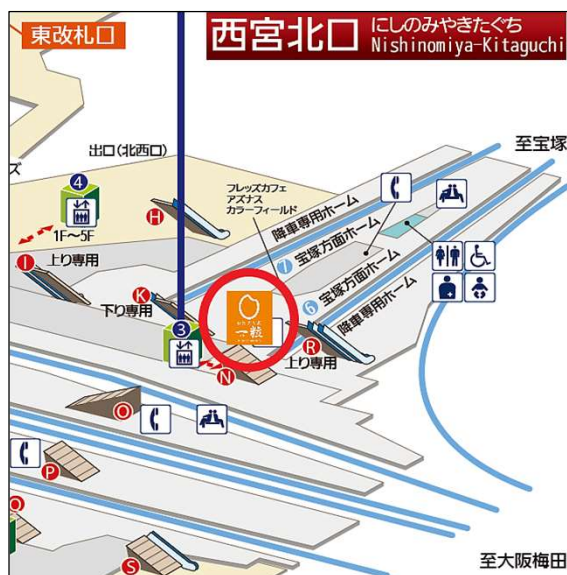 東改札口
西宮北口
にしのみやきたぐち
Nishinomiya-Kitaguchi
至宝塚
出口(北西口)
ズ
4
1F～5F
H
フレッズカフェ
アズナス
カラーフィールド
降車専用ホーム
7 宝塚方面ホーム
6 宝塚方面ホーム
降車専用ホーム
I
上り専用
K
下り専用
3
一粒
R
上り専用
N
O
P
O
S
至大阪梅田